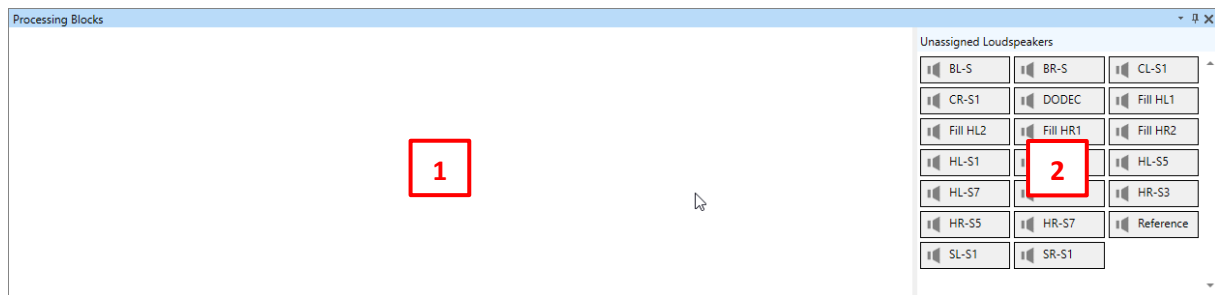 Processing Blocks
Unassigned Loudspeakers
BL-S BR-S CL-S1
CR-S1 DODEC Fill HL1
Fill HL2 Fill HR1 Fill HR2
1
HL-S1 2 HL-S5
HL-S7 HR-S3
HR-S5 HR-S7 Reference
SL-S1 SR-S1